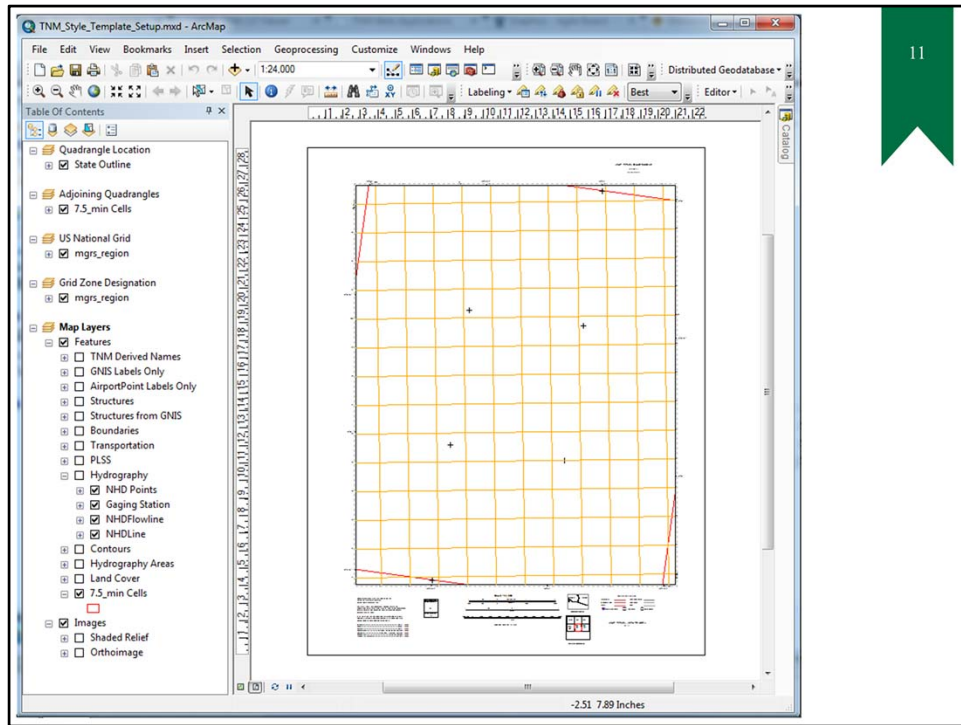 TNM_Style_Template_Setup.mxd - ArcMap
File Edit View Bookmarks Insert Selection Geoprocessing Customize Windows Help
1:24,000 Distributed Geodatabase
Labeling Best Editor
Table Of Contents
Quadrangle Location
State Outline
Adjoining Quadrangles
7.5_min Cells
US National Grid
mgrs_region
Grid Zone Designation
mgrs_region
Map Layers
Features
TNM Derived Names
GNIS Labels Only
AirportPoint Labels Only
Structures
Structures from GNIS
Boundaries
Transportation
PLSS
Hydrography
NHD Points
Gaging Station
NHDFlowline
NHDLine
Contours
Hydrography Areas
Land Cover
7.5_min Cells
Images
Shaded Relief
Orthoimage
Catalog
-2.51 7.89 Inches
11